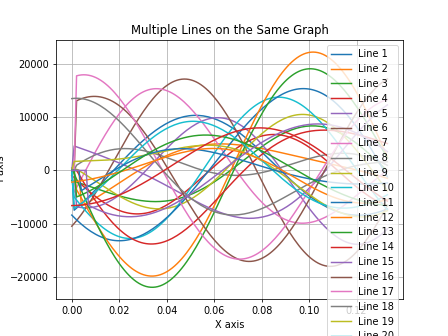 Multiple Lines on the Same Graph
20000
10000
0
−10000
−20000
0.00
0.02
0.04
0.06
0.08
0.10
X axis
Line 1
Line 2
Line 3
Line 4
Line 5
Line 6
Line 7
Line 8
Line 9
Line 10
Line 11
Line 12
Line 13
Line 14
Line 15
Line 16
Line 17
Line 18
Line 19
Line 20